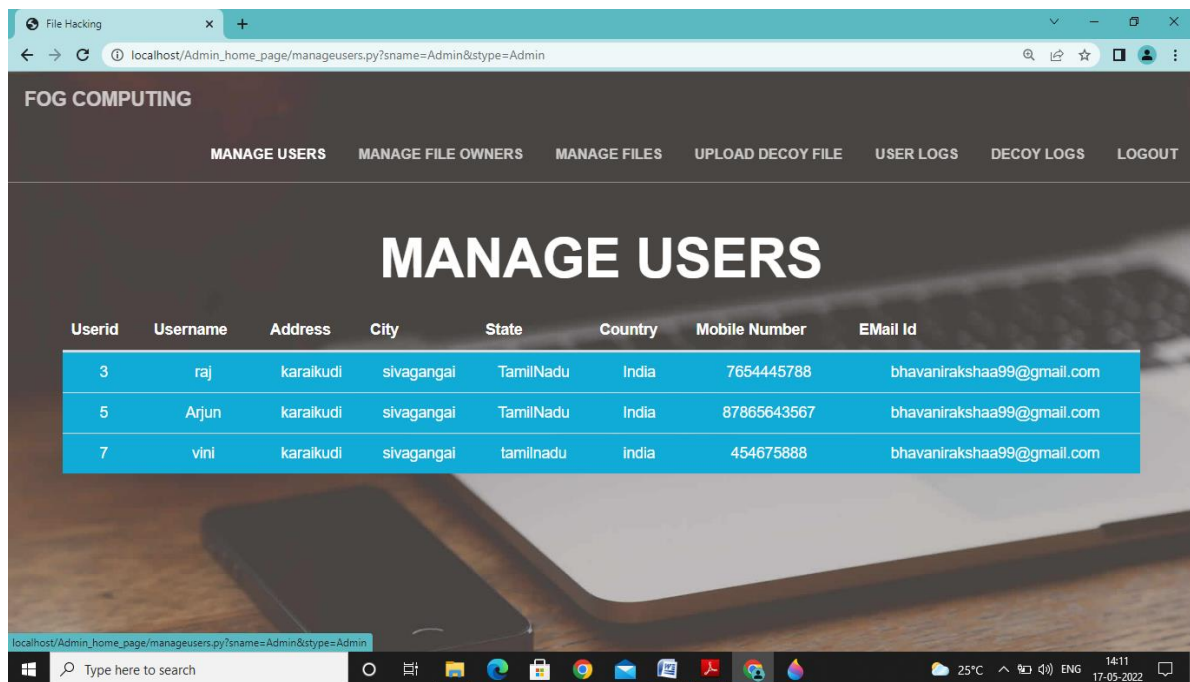 File Hacking
localhost/Admin_home_page/manageusers.py?sname=Admin&stype=Admin
FOG COMPUTING
MANAGE USERS MANAGE FILE OWNERS MANAGE FILES UPLOAD DECOY FILE USER LOGS DECOY LOGS LOGOUT
MANAGE USERS
Userid Username Address City State Country Mobile Number EMail Id
3 raj karaikudi sivagangai TamilNadu India 7654445788 bhavanirakshaa99@gmail.com
5 Arjun karaikudi sivagangai TamilNadu India 87865643567 bhavanirakshaa99@gmail.com
7 vini karaikudi sivagangai tamilnadu india 454675888 bhavanirakshaa99@gmail.com
localhost/Admin_home_page/manageusers.py?sname=Admin&stype=Admin
Type here to search 25°C ENG 14:11
17-05-2022